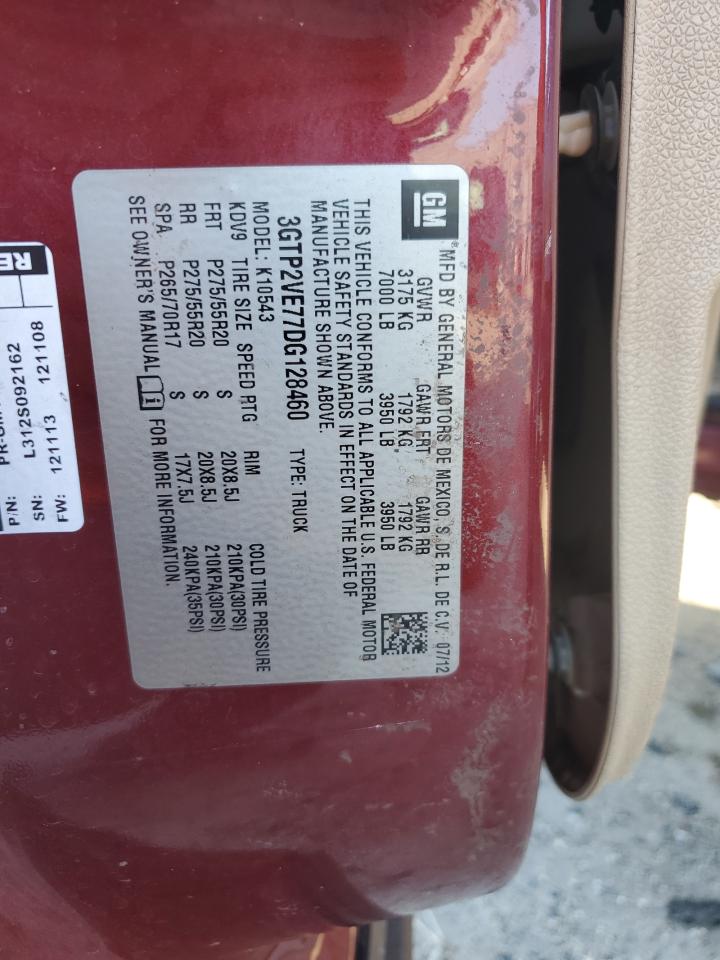 GM
MFD BY GENERAL MOTORS DE MEXICO, S. DE R.L. DE C.V. 07/12
GVWR GAWR FRT GAWR RR
3175 KG 1792 KG 1792 KG
7000 LB 3950 LB 3950 LB
THIS VEHICLE CONFORMS TO ALL APPLICABLE U.S. FEDERAL MOTOR
VEHICLE SAFETY STANDARDS IN EFFECT ON THE DATE OF
MANUFACTURE SHOWN ABOVE.
3GTP2VE77DG128460 TYPE: TRUCK
MODEL: K10543
KDV9 TIRE SIZE SPEED RTG RIM COLD TIRE PRESSURE
FRT P275/55R20 S 20X8.5J 210KPA(30PSI)
RR P275/55R20 S 20X8.5J 210KPA(30PSI)
SPA P265/70R17 S 17X7.5J 240KPA(35PSI)
SEE OWNER'S MANUAL i FOR MORE INFORMATION.
P/N:
SN: L312S092162
FW: 121113 121108